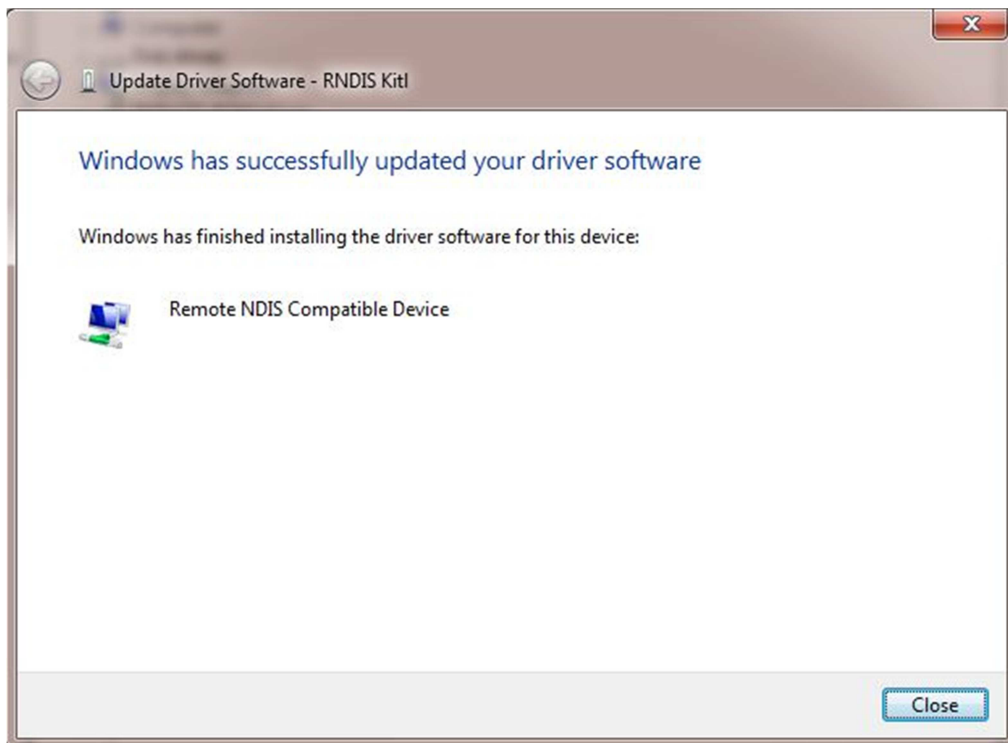 Update Driver Software - RNDIS Kitl
Windows has successfully updated your driver software
Windows has finished installing the driver software for this device:
Remote NDIS Compatible Device
Close